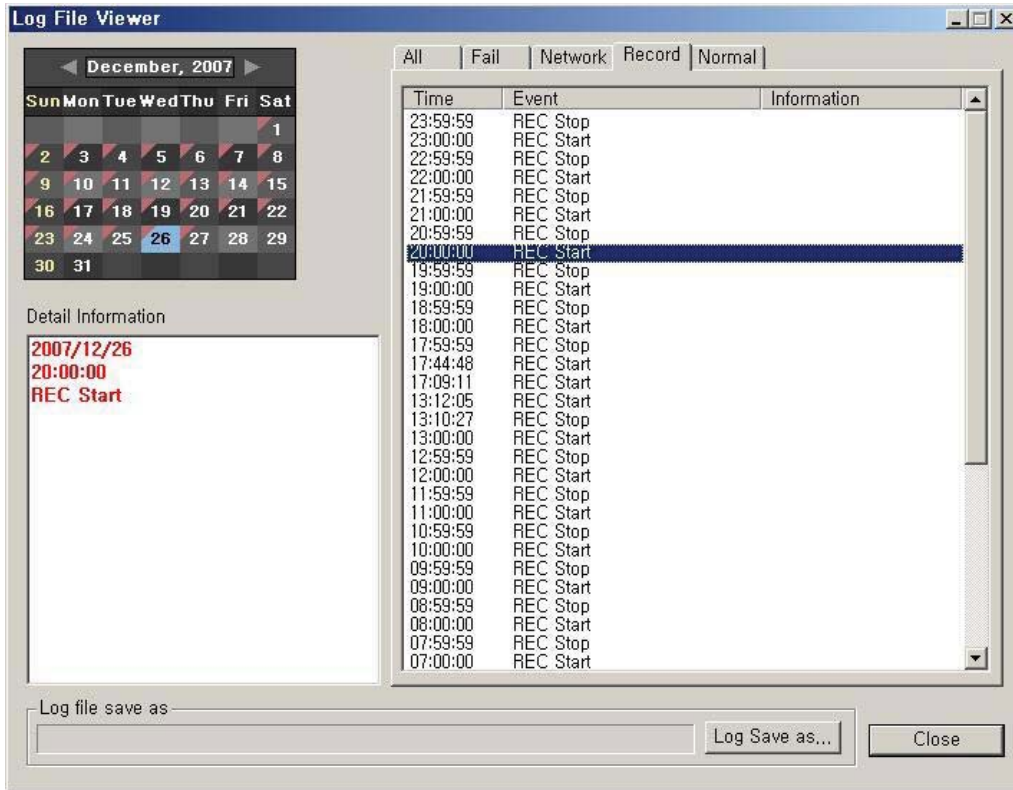 Log File Viewer
December, 2007
Sun Mon Tue Wed Thu Fri Sat
1
2 3 4 5 6 7 8
9 10 11 12 13 14 15
16 17 18 19 20 21 22
23 24 25 26 27 28 29
30 31
Detail Information
2007/12/26
20:00:00
REC Start
All Fail Network Record Normal
Time Event Information
23:59:59 REC Stop
23:00:00 REC Start
22:59:59 REC Stop
22:00:00 REC Start
21:59:59 REC Stop
21:00:00 REC Start
20:59:59 REC Stop
20:00:00 REC Start
19:59:59 REC Stop
19:00:00 REC Start
18:59:59 REC Stop
18:00:00 REC Start
17:59:59 REC Stop
17:44:48 REC Start
17:09:11 REC Start
13:12:05 REC Start
13:10:27 REC Stop
13:00:00 REC Start
12:59:59 REC Stop
12:00:00 REC Start
11:59:59 REC Stop
11:00:00 REC Start
10:59:59 REC Stop
10:00:00 REC Start
09:59:59 REC Stop
09:00:00 REC Start
08:59:59 REC Stop
08:00:00 REC Start
07:59:59 REC Stop
07:00:00 REC Start
Log file save as
Log Save as...
Close